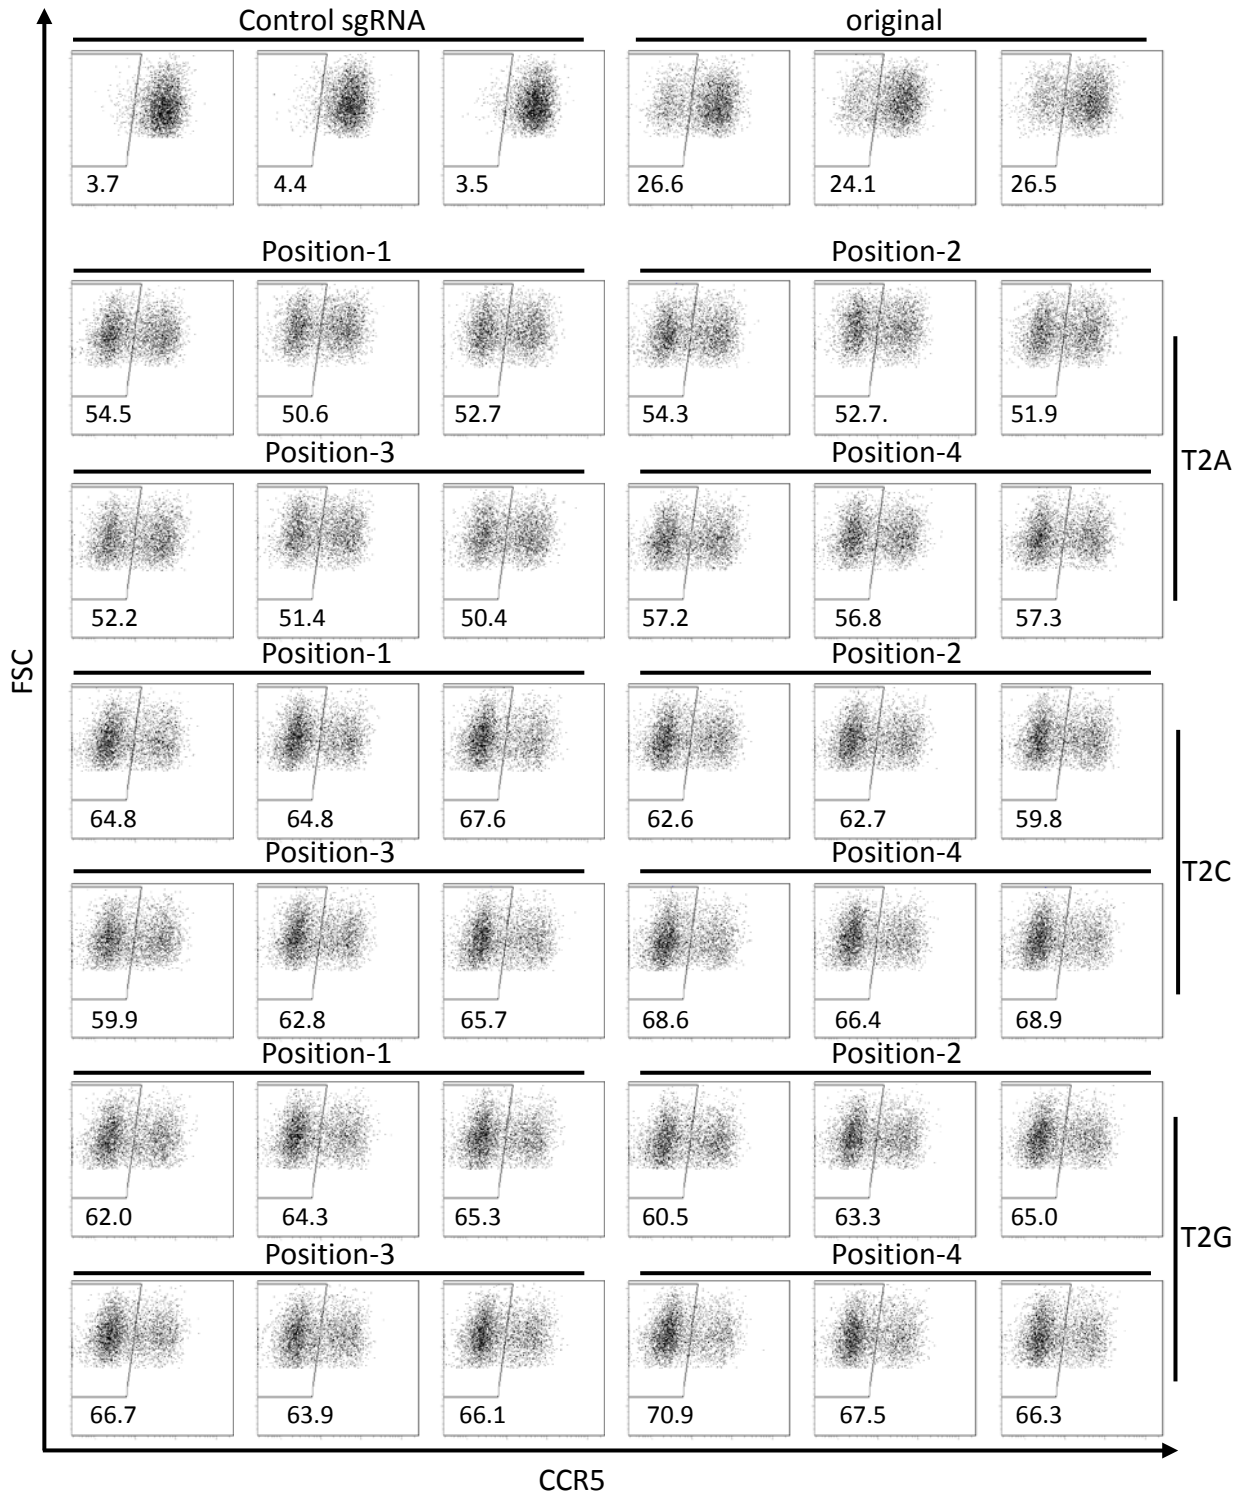 Control sgRNA original
3.7 4.4 3.5 26.6 24.1 26.5
Position-1 Position-2
54.5 50.6 52.7 54.3 52.7. 51.9
Position-3 Position-4
T2A
52.2 51.4 50.4 57.2 56.8 57.3
Position-1 Position-2
FSC
64.8 64.8 67.6 62.6 62.7 59.8
Position-3 Position-4
T2C
59.9 62.8 65.7 68.6 66.4 68.9
Position-1 Position-2
62.0 64.3 65.3 60.5 63.3 65.0
T2G
Position-3 Position-4
66.7 63.9 66.1 70.9 67.5 66.3
CCR5